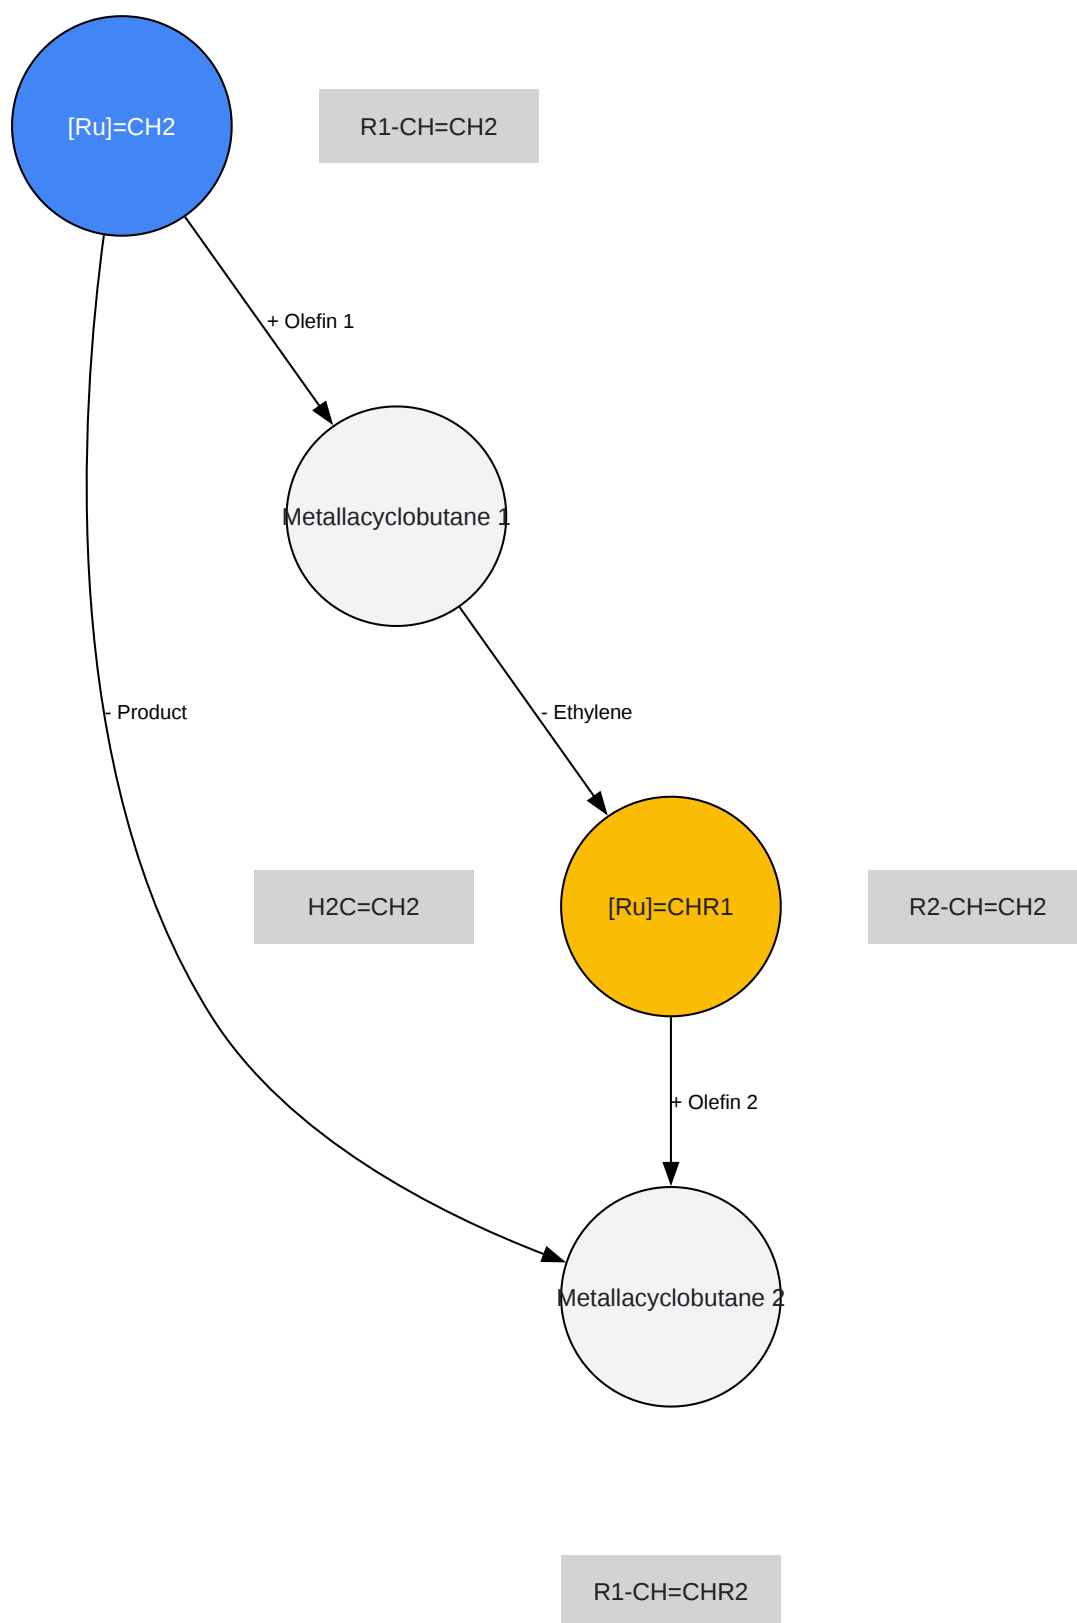 [Ru]=CH2
R1-CH=CH2
+ Olefin 1
Metallacyclobutane 1
- Ethylene
- Product
H2C=CH2
[Ru]=CHR1
R2-CH=CH2
+ Olefin 2
Metallacyclobutane 2
R1-CH=CHR2